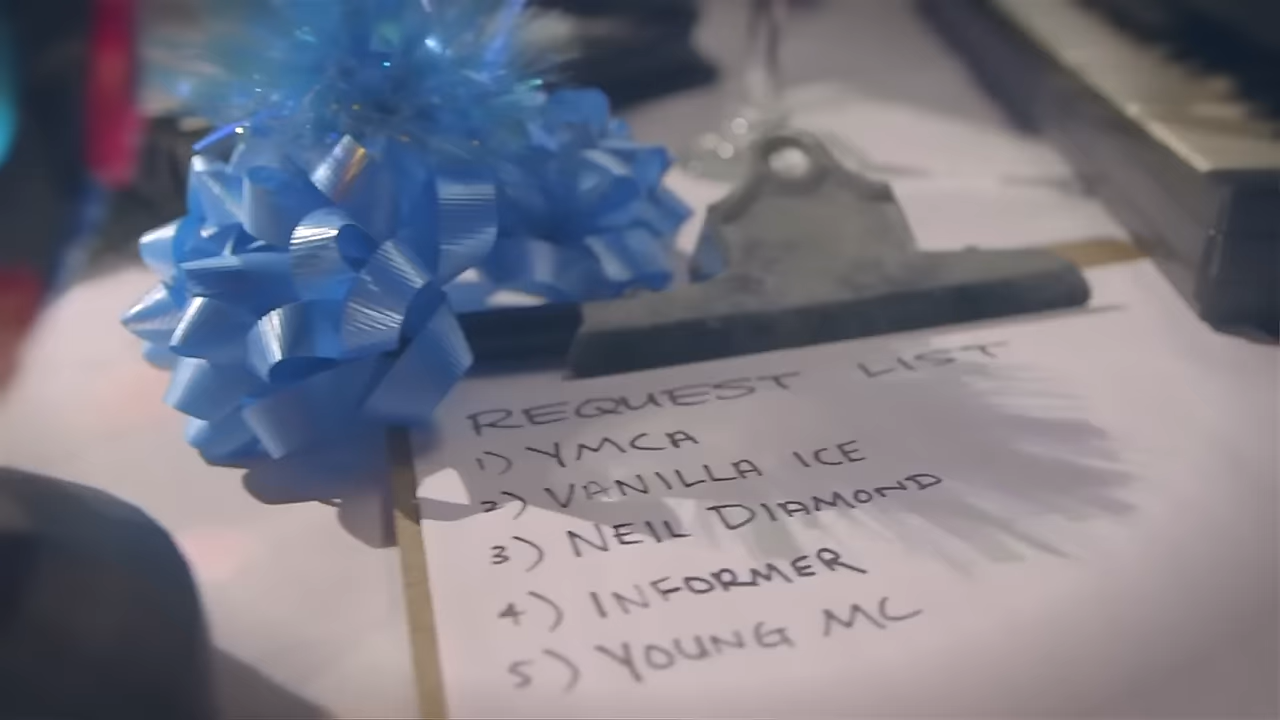 REQUEST LIST
1) YMCA
2) VANILLA ICE
3) NEIL DIAMOND
4) INFORMER
5) YOUNG MC